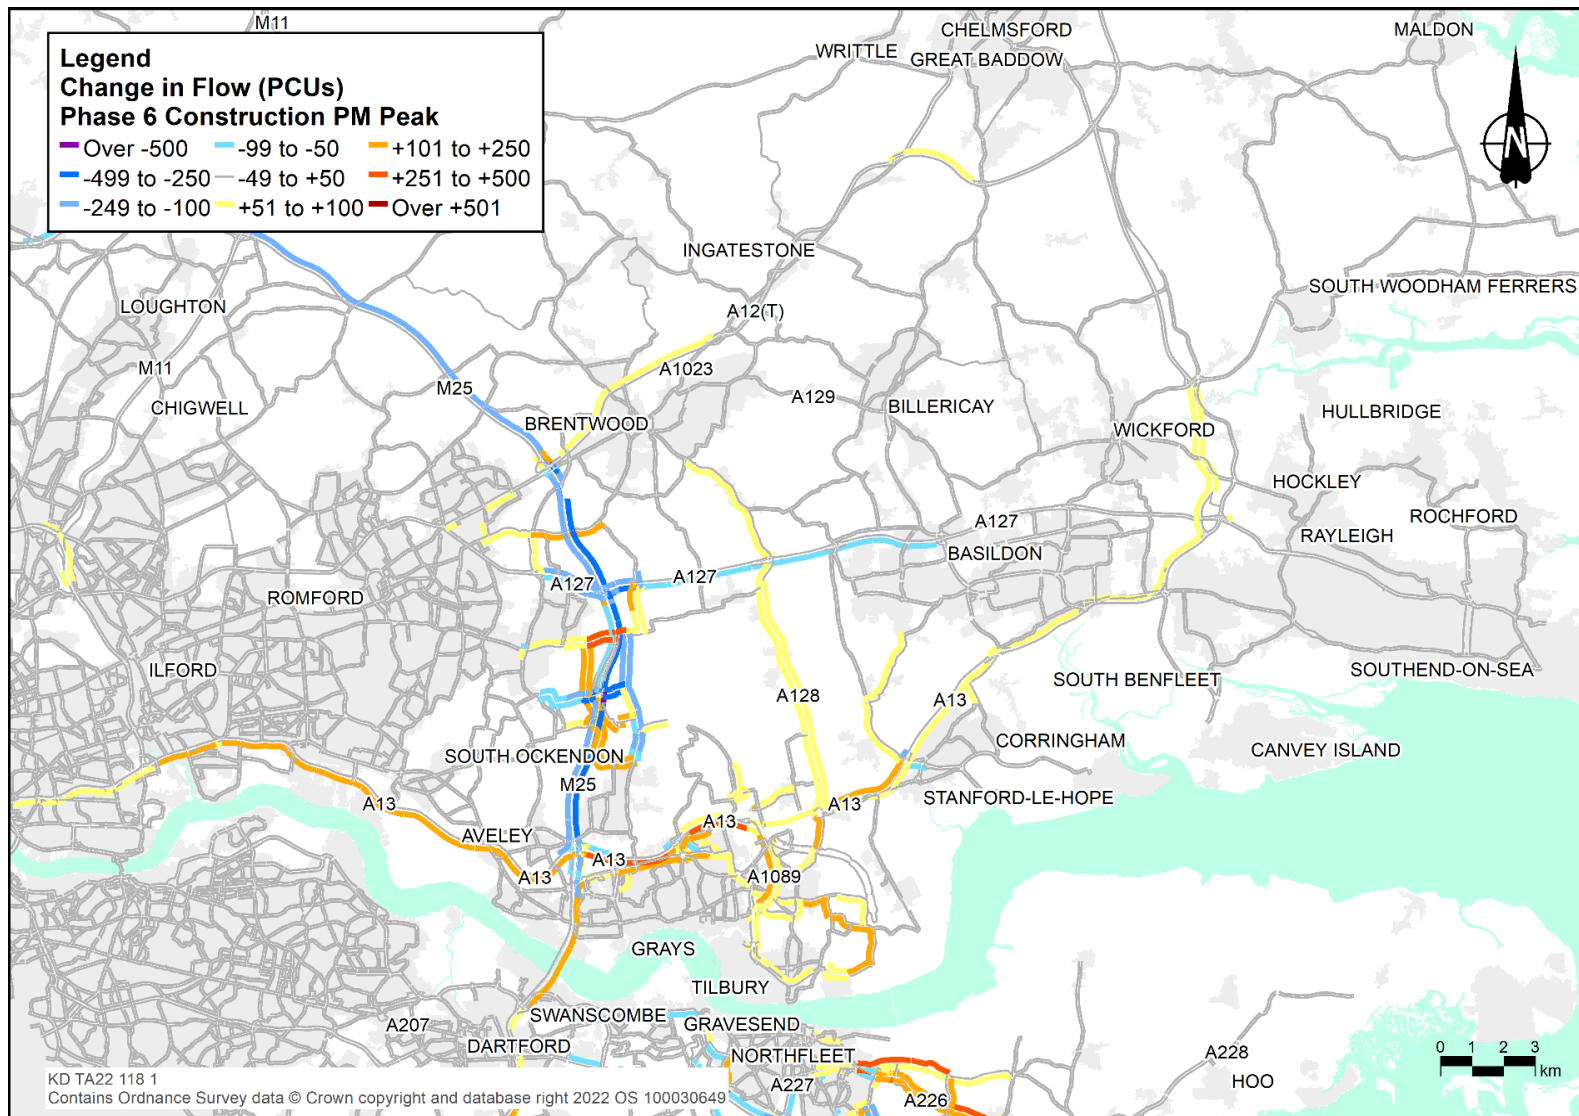 M11
Legend
Change in Flow (PCUs)
Phase 6 Construction PM Peak
Over -500
-99 to -50
+101 to +250
-499 to -250
-49 to +50
+251 to +500
-249 to -100
+51 to +100
Over +501
CHELMSFORD
MALDON
WRITTLE
GREAT BADDOW
N
INGATESTONE
SOUTH WOODHAM FERRERS
LOUGHTON
A12(T)
M11
A1023
M25
A129
CHIGWELL
BILLERICAY
HULLBRIDGE
BRENTWOOD
WICKFORD
HOCKLEY
A127
ROCHFORD
RAYLEIGH
BASILDON
A127
A127
ROMFORD
ILFORD
SOUTH BENFLEET
SOUTHEND-ON-SEA
A128
A13
CORRINGHAM
CANVEY ISLAND
SOUTH OCKENDON
M25
STANFORD-LE-HOPE
A13
A13
A13
AVELEY
A13
A13
A1089
GRAYS
TILBURY
SWANSCOMBE
A207
GRAVESEND
DARTFORD
NORTHFLEET
A228
A227
HOO
A226
0 1 2 3
km
KD TA22 118 1
Contains Ordnance Survey data © Crown copyright and database right 2022 OS 100030649